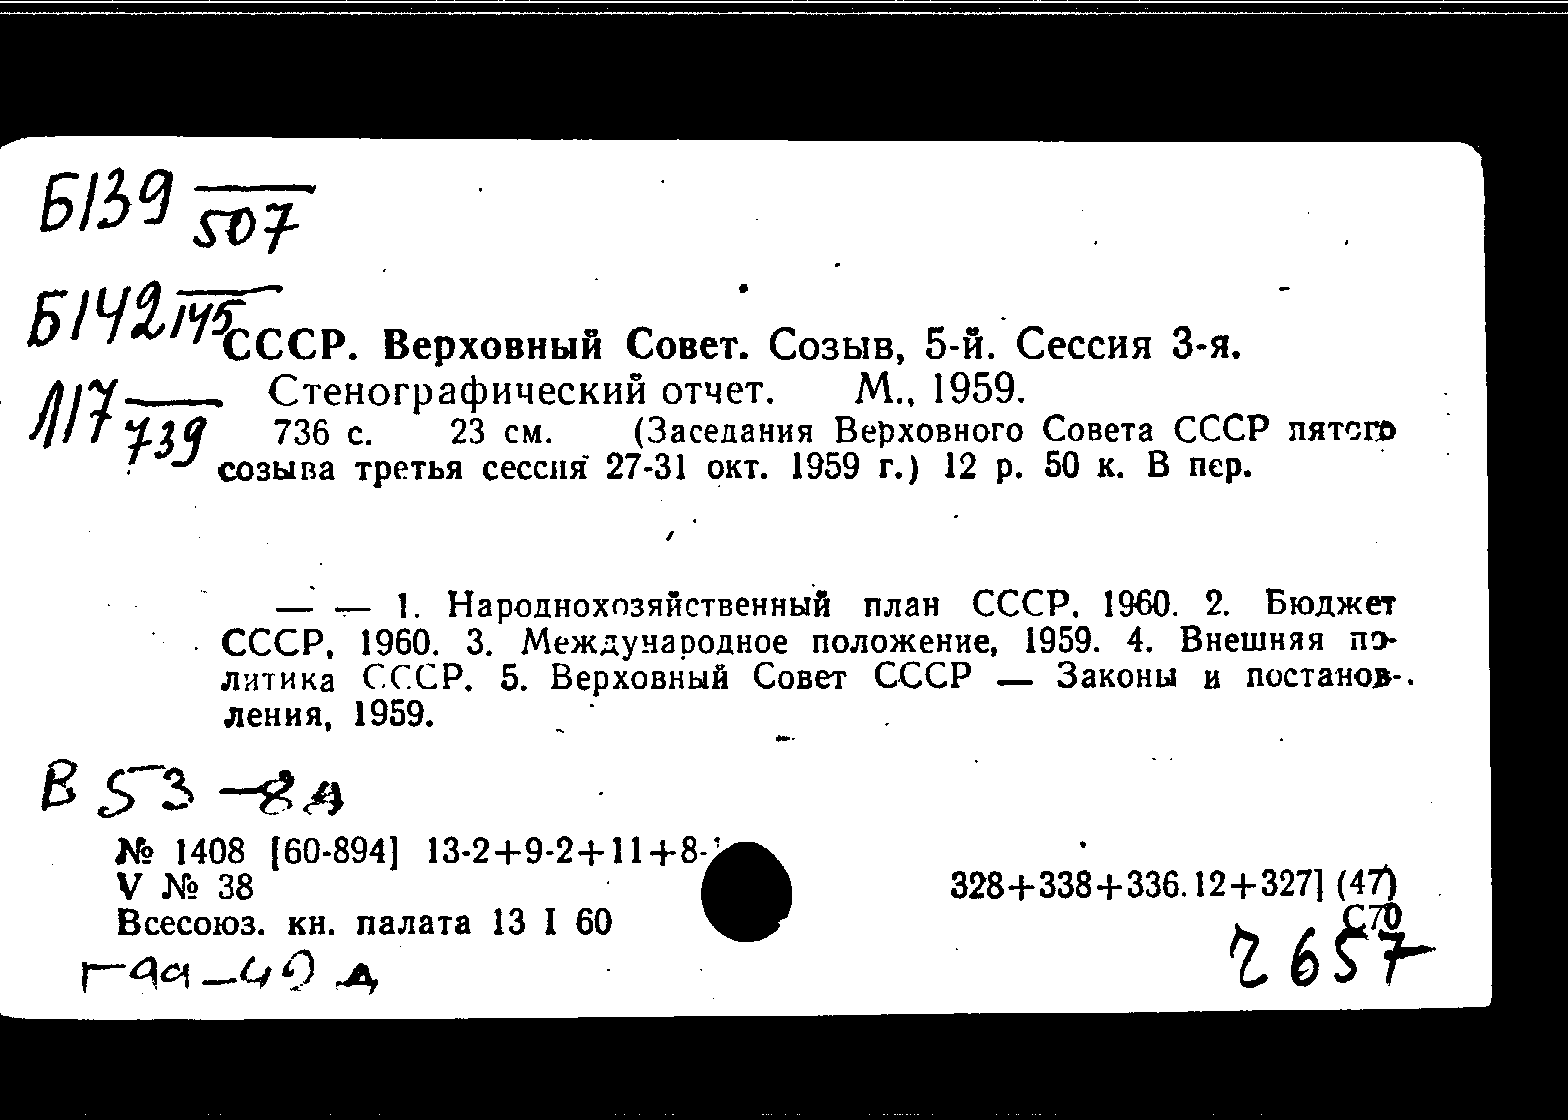 Б139 507
Б142 145
СССР. Верховный Совет. Созыв, 5-й. Сессия 3-я.
Стенографический отчет. М., 1959.
Л17 739
736 с. 23 см. (Заседания Верховного Совета СССР пятого
созыва третья сессия 27-31 окт. 1959 г.) 12 р. 50 к. В пер.
— — 1. Народнохозяйственный план СССР, 1960. 2. Бюджет
СССР, 1960. 3. Международное положение, 1959. 4. Внешняя по-
литика СССР. 5. Верховный Совет СССР — Законы и постанов-
ления, 1959.
В 53-8А
№ 1408 [60-894] 13-2+9-2+11+8-
V № 38
328+338+336.12+327] (47)
Всесоюз. кн. палата 13 I 60
С70
2657